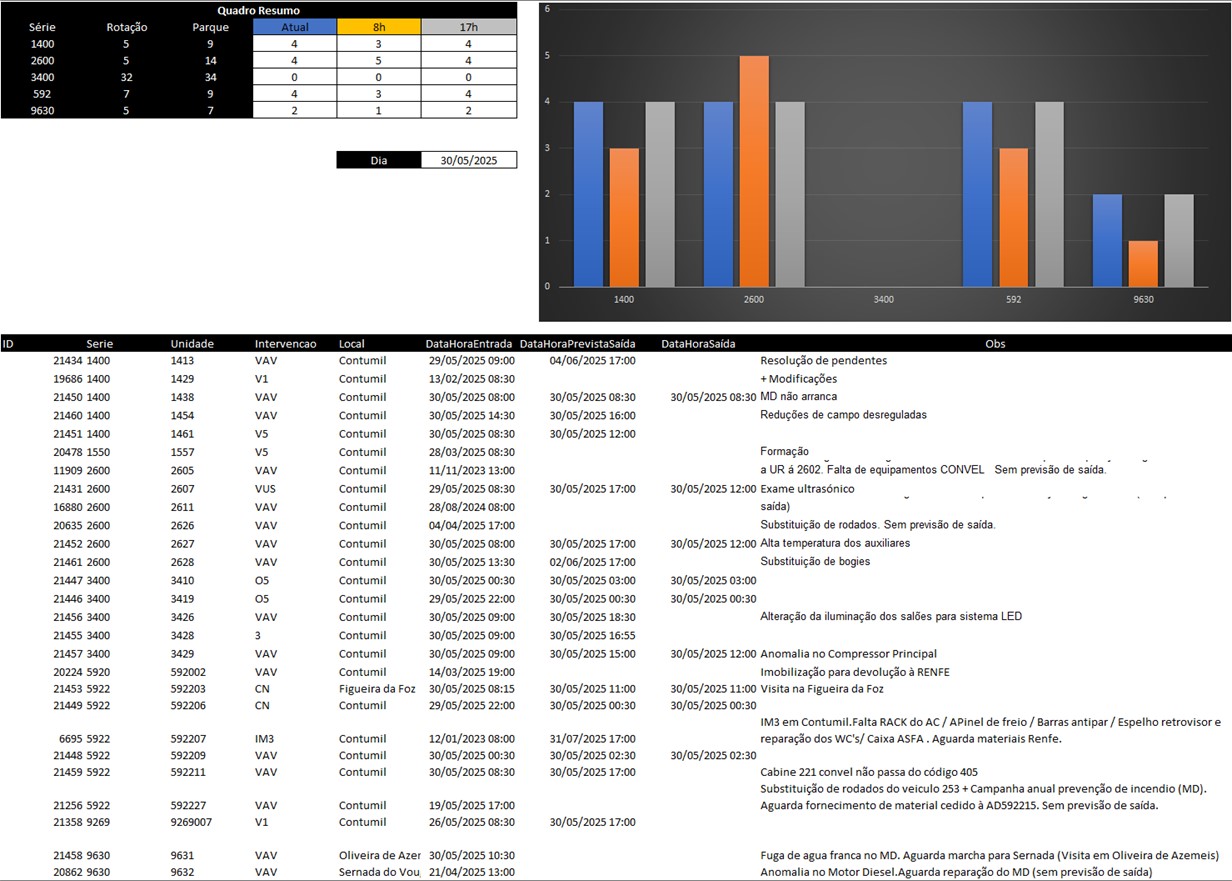 Quadro Resumo
Série Rotação Parque Atual 8h 17h
1400 5 9 4 3 4
2600 5 14 4 5 4
3400 32 34 0 0 0
592 7 9 4 3 4
9630 5 7 2 1 2
Dia 30/05/2025
6
5
4
3
2
1
0
1400 2600 3400 592 9630
ID Serie Unidade Intervencao Local DataHoraEntrada DataHoraPrevistaSaída DataHoraSaída Obs
21434 1400 1413 VAV Contumil 29/05/2025 09:00 04/06/2025 17:00 Resolução de pendentes
19686 1400 1429 V1 Contumil 13/02/2025 08:30 + Modificações
21450 1400 1438 VAV Contumil 30/05/2025 08:00 30/05/2025 08:30 30/05/2025 08:30 MD não arranca
21460 1400 1454 VAV Contumil 30/05/2025 14:30 30/05/2025 16:00 Reduções de campo desreguladas
21451 1400 1461 V5 Contumil 30/05/2025 08:30 30/05/2025 12:00
20478 1550 1557 V5 Contumil 28/03/2025 08:30 Formação
11909 2600 2605 VAV Contumil 11/11/2023 13:00 a UR á 2602. Falta de equipamentos CONVEL Sem previsão de saída.
21431 2600 2607 VUS Contumil 29/05/2025 08:30 30/05/2025 17:00 30/05/2025 12:00 Exame ultrasónico
16880 2600 2611 VAV Contumil 28/08/2024 08:00 saída)
20635 2600 2626 VAV Contumil 04/04/2025 17:00 Substituição de rodados. Sem previsão de saída.
21452 2600 2627 VAV Contumil 30/05/2025 08:00 30/05/2025 17:00 30/05/2025 12:00 Alta temperatura dos auxiliares
21461 2600 2628 VAV Contumil 30/05/2025 13:30 02/06/2025 17:00 Substituição de bogies
21447 3400 3410 O5 Contumil 30/05/2025 00:30 30/05/2025 03:00 30/05/2025 03:00
21446 3400 3419 O5 Contumil 29/05/2025 22:00 30/05/2025 00:30 30/05/2025 00:30
21456 3400 3426 VAV Contumil 30/05/2025 09:00 30/05/2025 18:30 Alteração da iluminação dos salões para sistema LED
21455 3400 3428 3 Contumil 30/05/2025 09:00 30/05/2025 16:55
21457 3400 3429 VAV Contumil 30/05/2025 09:00 30/05/2025 15:00 30/05/2025 12:00 Anomalia no Compressor Principal
20224 5920 592002 VAV Contumil 14/03/2025 19:00 Imobilização para devolução à RENFE
21453 5922 592203 CN Figueira da Foz 30/05/2025 08:15 30/05/2025 11:00 30/05/2025 11:00 Visita na Figueira da Foz
21449 5922 592206 CN Contumil 29/05/2025 22:00 30/05/2025 00:30 30/05/2025 00:30
IM3 em Contumil.Falta RACK do AC / APinel de freio / Barras antipar / Espelho retrovisor e
6695 5922 592207 IM3 Contumil 12/01/2023 08:00 31/07/2025 17:00 reparação dos WC's/ Caixa ASFA . Aguarda materiais Renfe.
21448 5922 592209 VAV Contumil 30/05/2025 00:30 30/05/2025 02:30 30/05/2025 02:30
21459 5922 592211 VAV Contumil 30/05/2025 08:30 30/05/2025 17:00 Cabine 221 convel não passa do código 405
Substituição de rodados do veiculo 253 + Campanha anual prevenção de incendio (MD).
21256 5922 592227 VAV Contumil 19/05/2025 17:00 Aguarda fornecimento de material cedido à AD592215. Sem previsão de saída.
21358 9269 9269007 V1 Contumil 26/05/2025 08:30 30/05/2025 17:00
21458 9630 9631 VAV Oliveira de Azer 30/05/2025 10:30 Fuga de agua franca no MD. Aguarda marcha para Sernada (Visita em Oliveira de Azemeis)
20862 9630 9632 VAV Sernada do Vou 21/04/2025 13:00 Anomalia no Motor Diesel.Aguarda reparação do MD (sem previsão de saída)